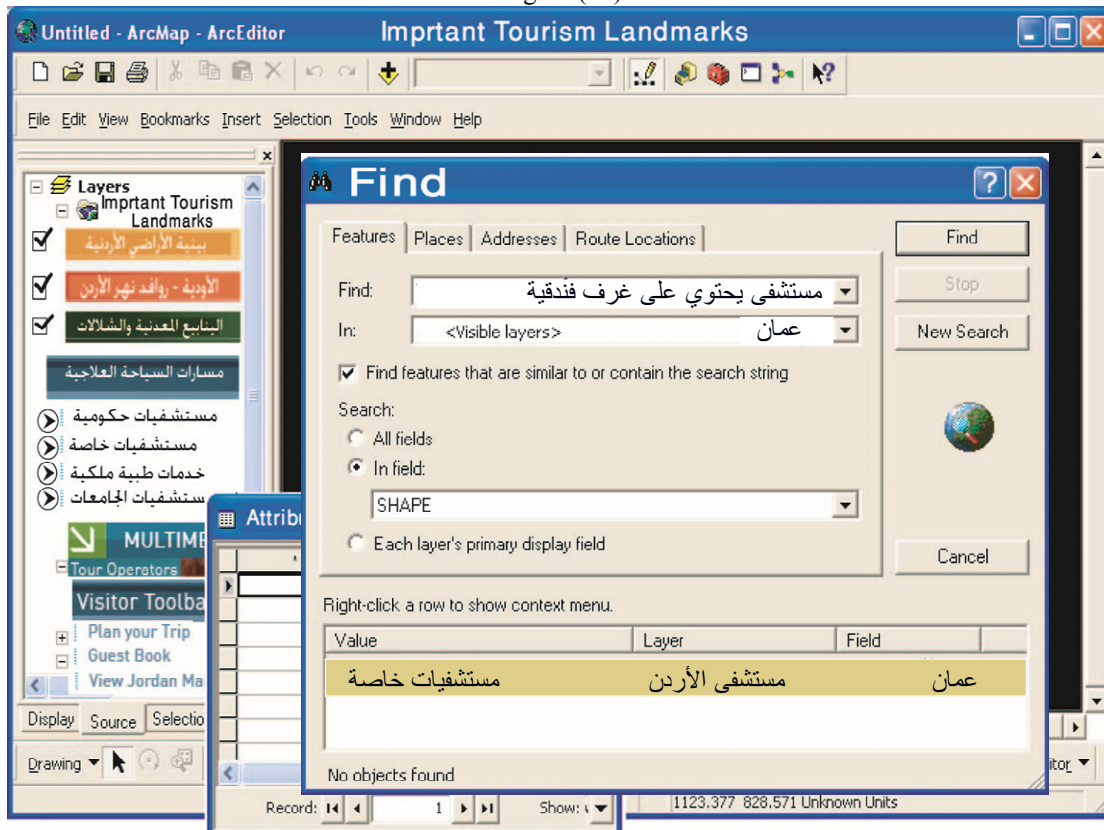 Untitled - ArcMap - ArcEditor
Imprtant Tourism Landmarks
File Edit View Bookmarks Insert Selection Tools Window Help
Layers
Imprtant Tourism
Landmarks
بينية الأراضي الأردنية
الأودية - روافد نهر الأردن
الينابيع المعدنية والشلالات
مسارات السياحة العلاجية
مستشفيات حكومية
مستشفيات خاصة
خدمات طبية ملكية
ستشفيات الجامعات
MULTIME
Tour Operators
Visitor Toolba
Plan your Trip
Guest Book
View Jordan Ma
Display Source Selectio
Drawing
Attribu
Record: 1 Show:
Find
Features Places Addresses Route Locations
Find: مستشفى يحتوي على غرف فندقية
In: <Visible layers> عمان
Find features that are similar to or contain the search string
Search:
All fields
In field:
SHAPE
Each layer's primary display field
Find
Stop
New Search
Cancel
Right-click a row to show context menu.
Value Layer Field
مستشفيات خاصة مستشفى الأردن عمان
No objects found
1123.377 828.571 Unknown Units